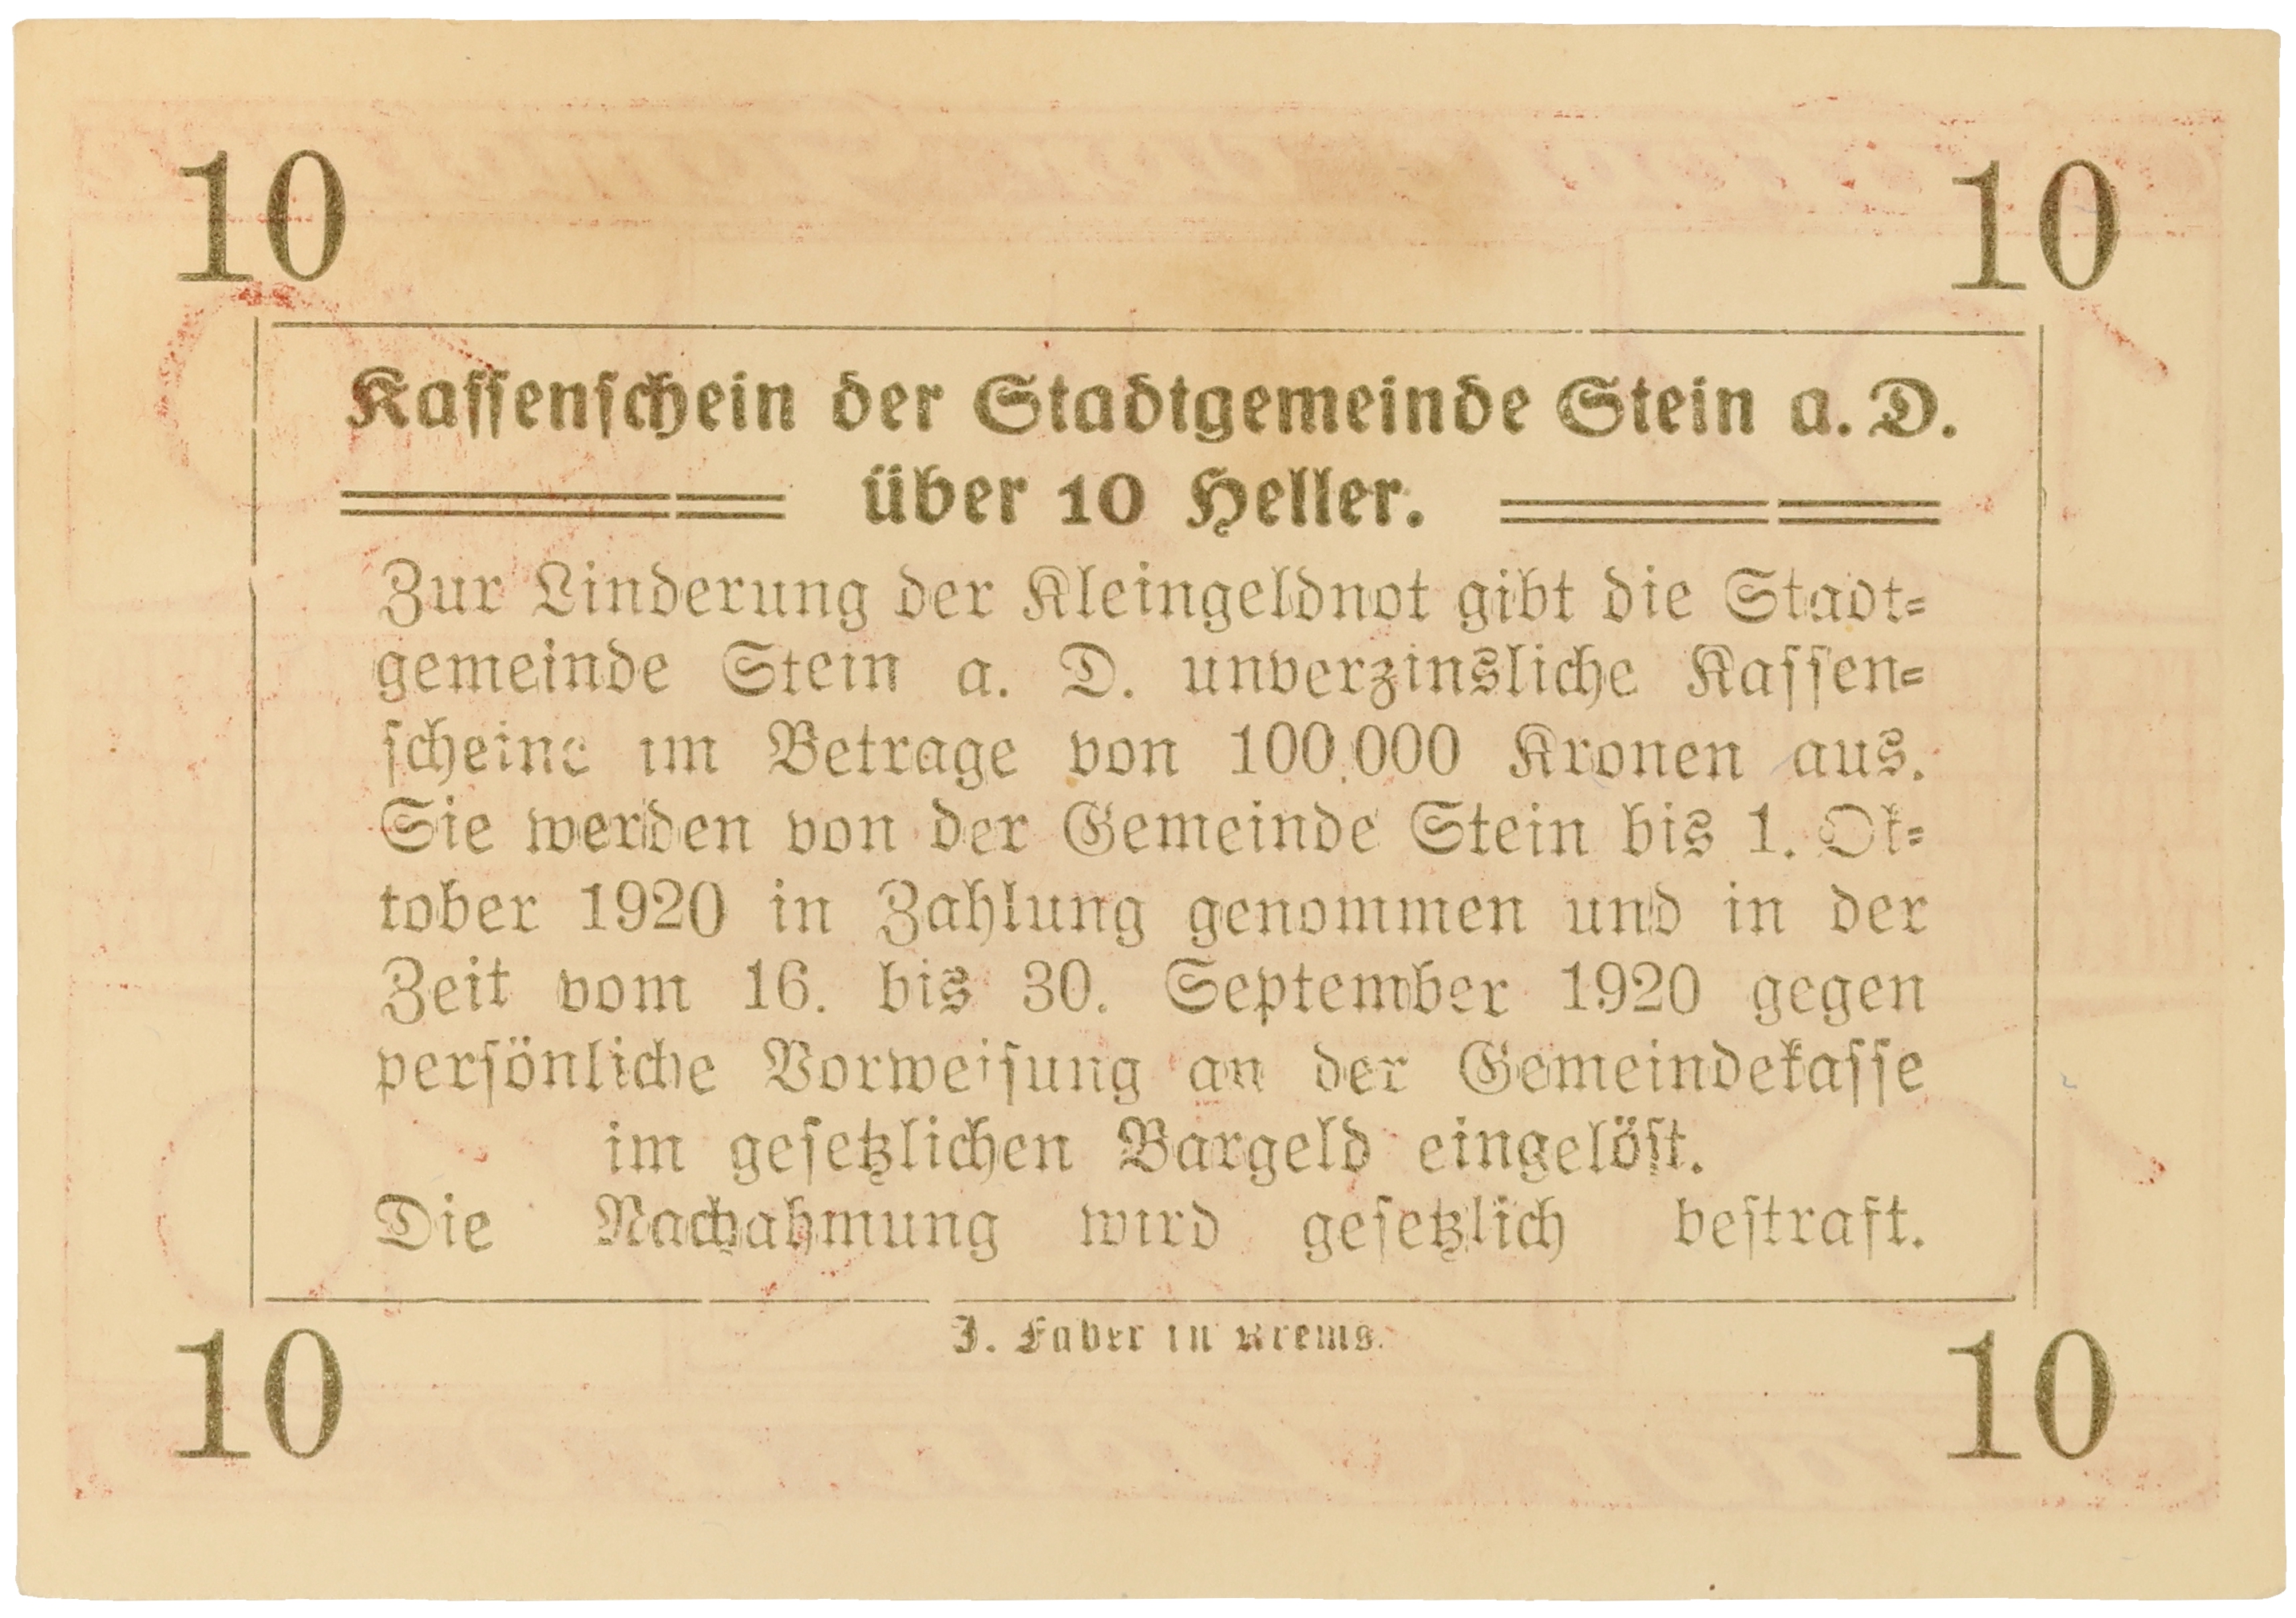 10 10
Kassenschein der Stadtgemeinde Stein a. D.
über 10 Heller.
Zur Linderung der Kleingeldnot gibt die Stadt-
gemeinde Stein a. D. unverzinsliche Kassen-
scheine im Betrage von 100.000 Kronen aus.
Sie werden von der Gemeinde Stein bis 1. Ok-
tober 1920 in Zahlung genommen und in der
Zeit vom 16. bis 30. September 1920 gegen
persönliche Vorweisung an der Gemeindekasse
im gesetzlichen Bargeld eingelöst.
Die Nachahmung wird gesetzlich bestraft.
J. Faber in Krems.
10 10